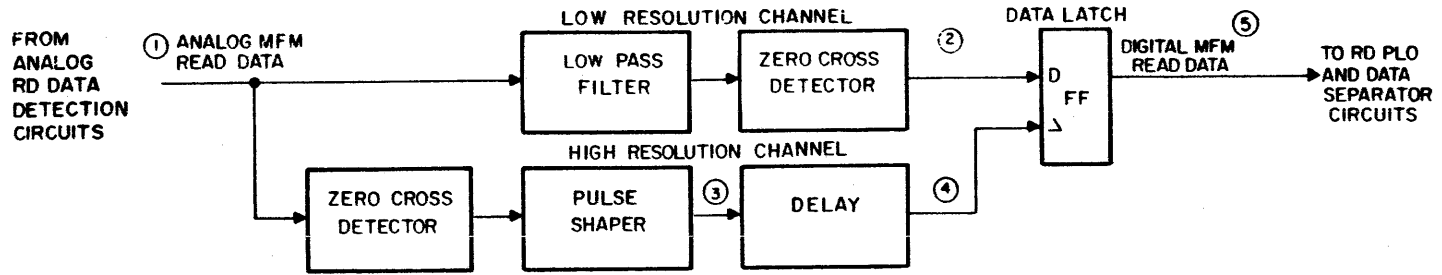 FROM
ANALOG
RD DATA
DETECTION
CIRCUITS
① ANALOG MFM
READ DATA
LOW RESOLUTION CHANNEL
LOW PASS
FILTER
ZERO CROSS
DETECTOR
②
DATA LATCH
D
FF
⑤
DIGITAL MFM
READ DATA
TO RD PLO
AND DATA
SEPARATOR
CIRCUITS
HIGH RESOLUTION CHANNEL
ZERO CROSS
DETECTOR
PULSE
SHAPER
③
DELAY
④